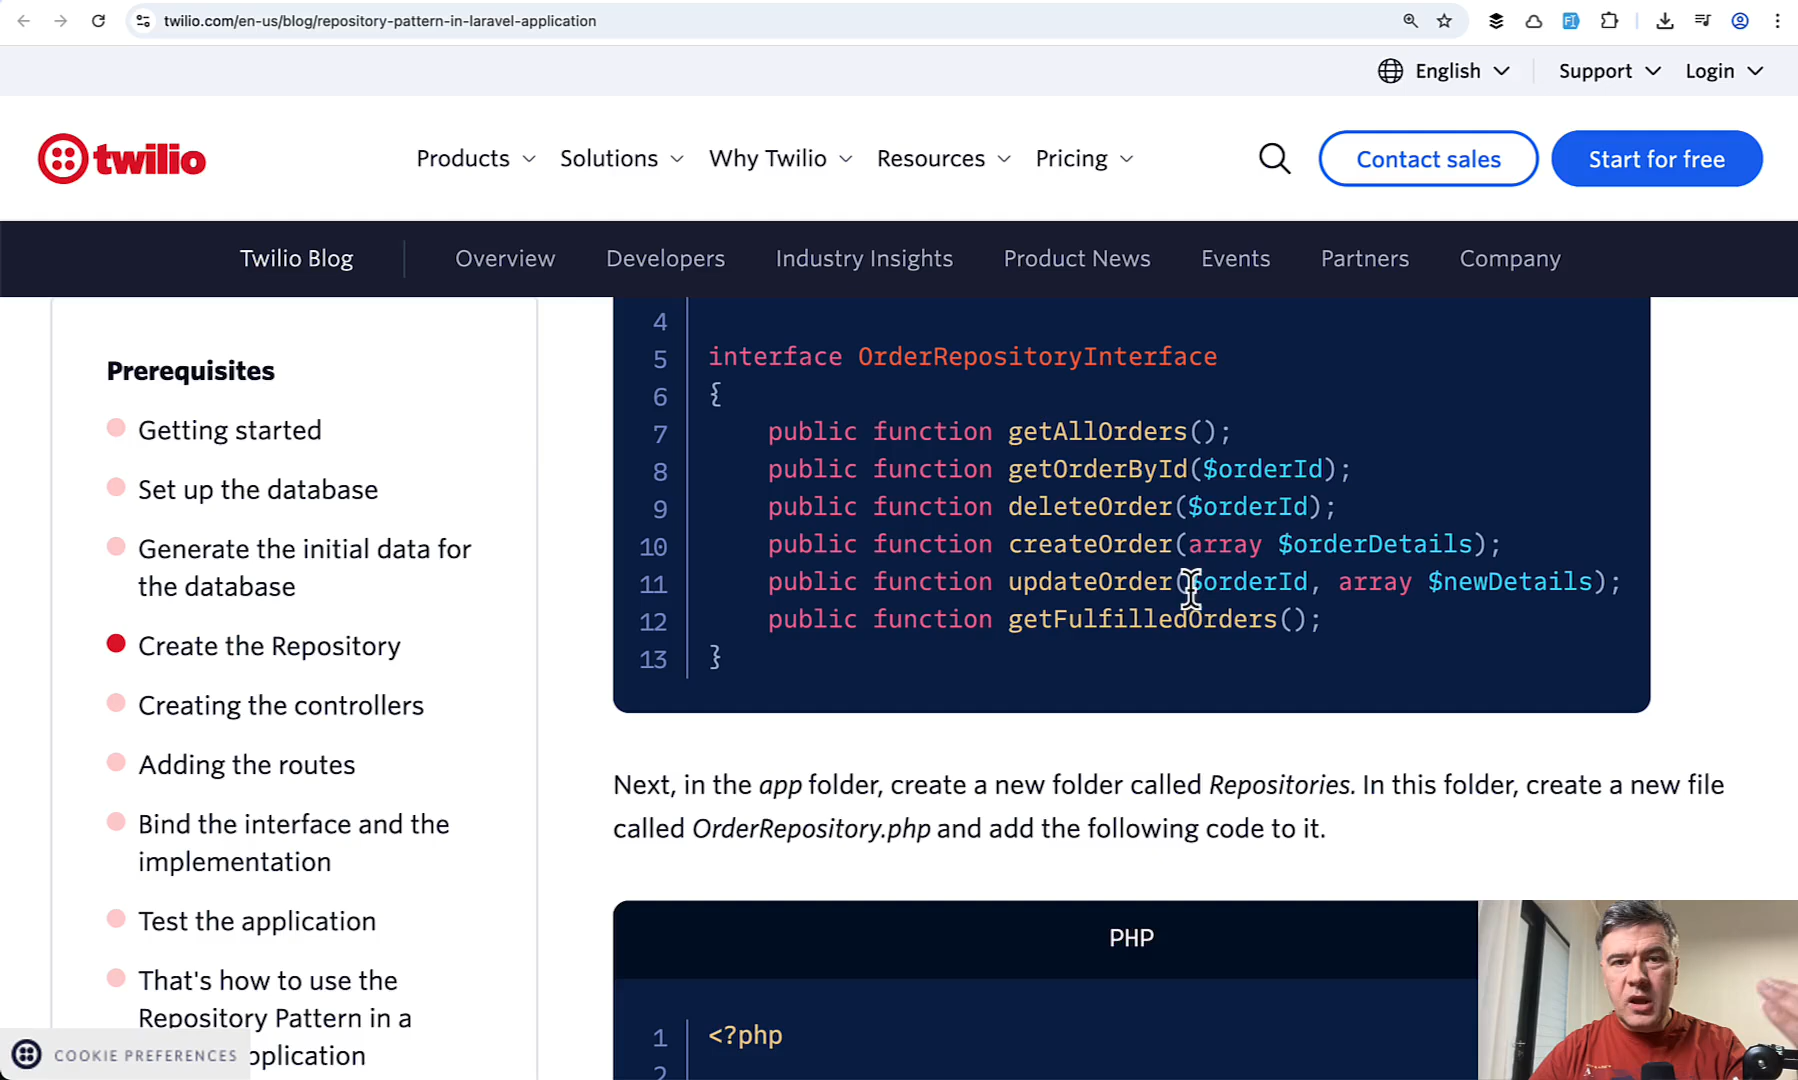 twilio.com/en-us/blog/repository-pattern-in-laravel-application
English
Support
Login
twilio
Products
Solutions
Why Twilio
Resources
Pricing
Contact sales
Start for free
Twilio Blog
Overview
Developers
Industry Insights
Product News
Events
Partners
Company
Prerequisites
Getting started
Set up the database
Generate the initial data for
the database
Create the Repository
Creating the controllers
Adding the routes
Bind the interface and the
implementation
Test the application
That's how to use the
Repository Pattern in a
pplication
COOKIE PREFERENCES
4
5 interface OrderRepositoryInterface
6 {
7 public function getAllOrders();
8 public function getOrderById($orderId);
9 public function deleteOrder($orderId);
10 public function createOrder(array $orderDetails);
11 public function updateOrder($orderId, array $newDetails);
12 public function getFulfilledOrders();
13 }
Next, in the app folder, create a new folder called Repositories. In this folder, create a new file
called OrderRepository.php and add the following code to it.
PHP
1 <?php
2